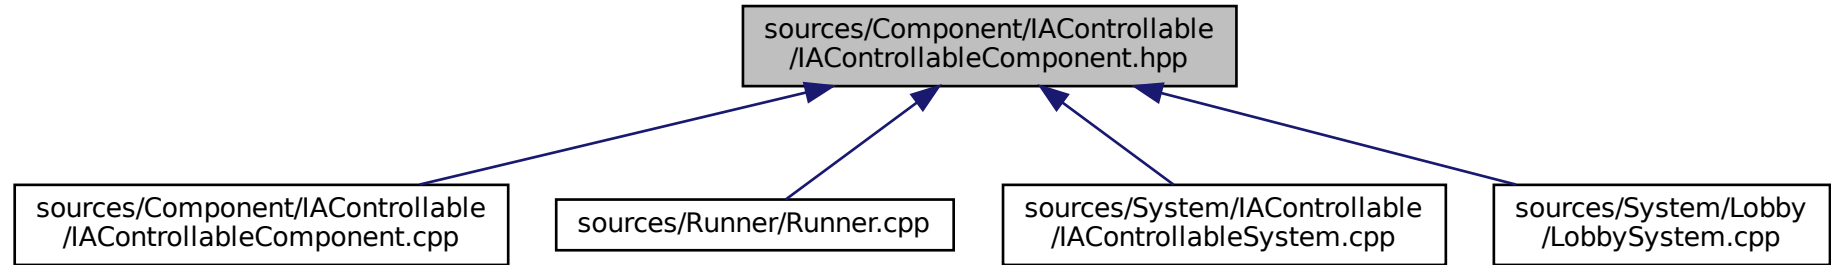 sources/Component/IAControllable
/IAControllableComponent.hpp
sources/Component/IAControllable
/IAControllableComponent.cpp
sources/Runner/Runner.cpp
sources/System/IAControllable
/IAControllableSystem.cpp
sources/System/Lobby
/LobbySystem.cpp